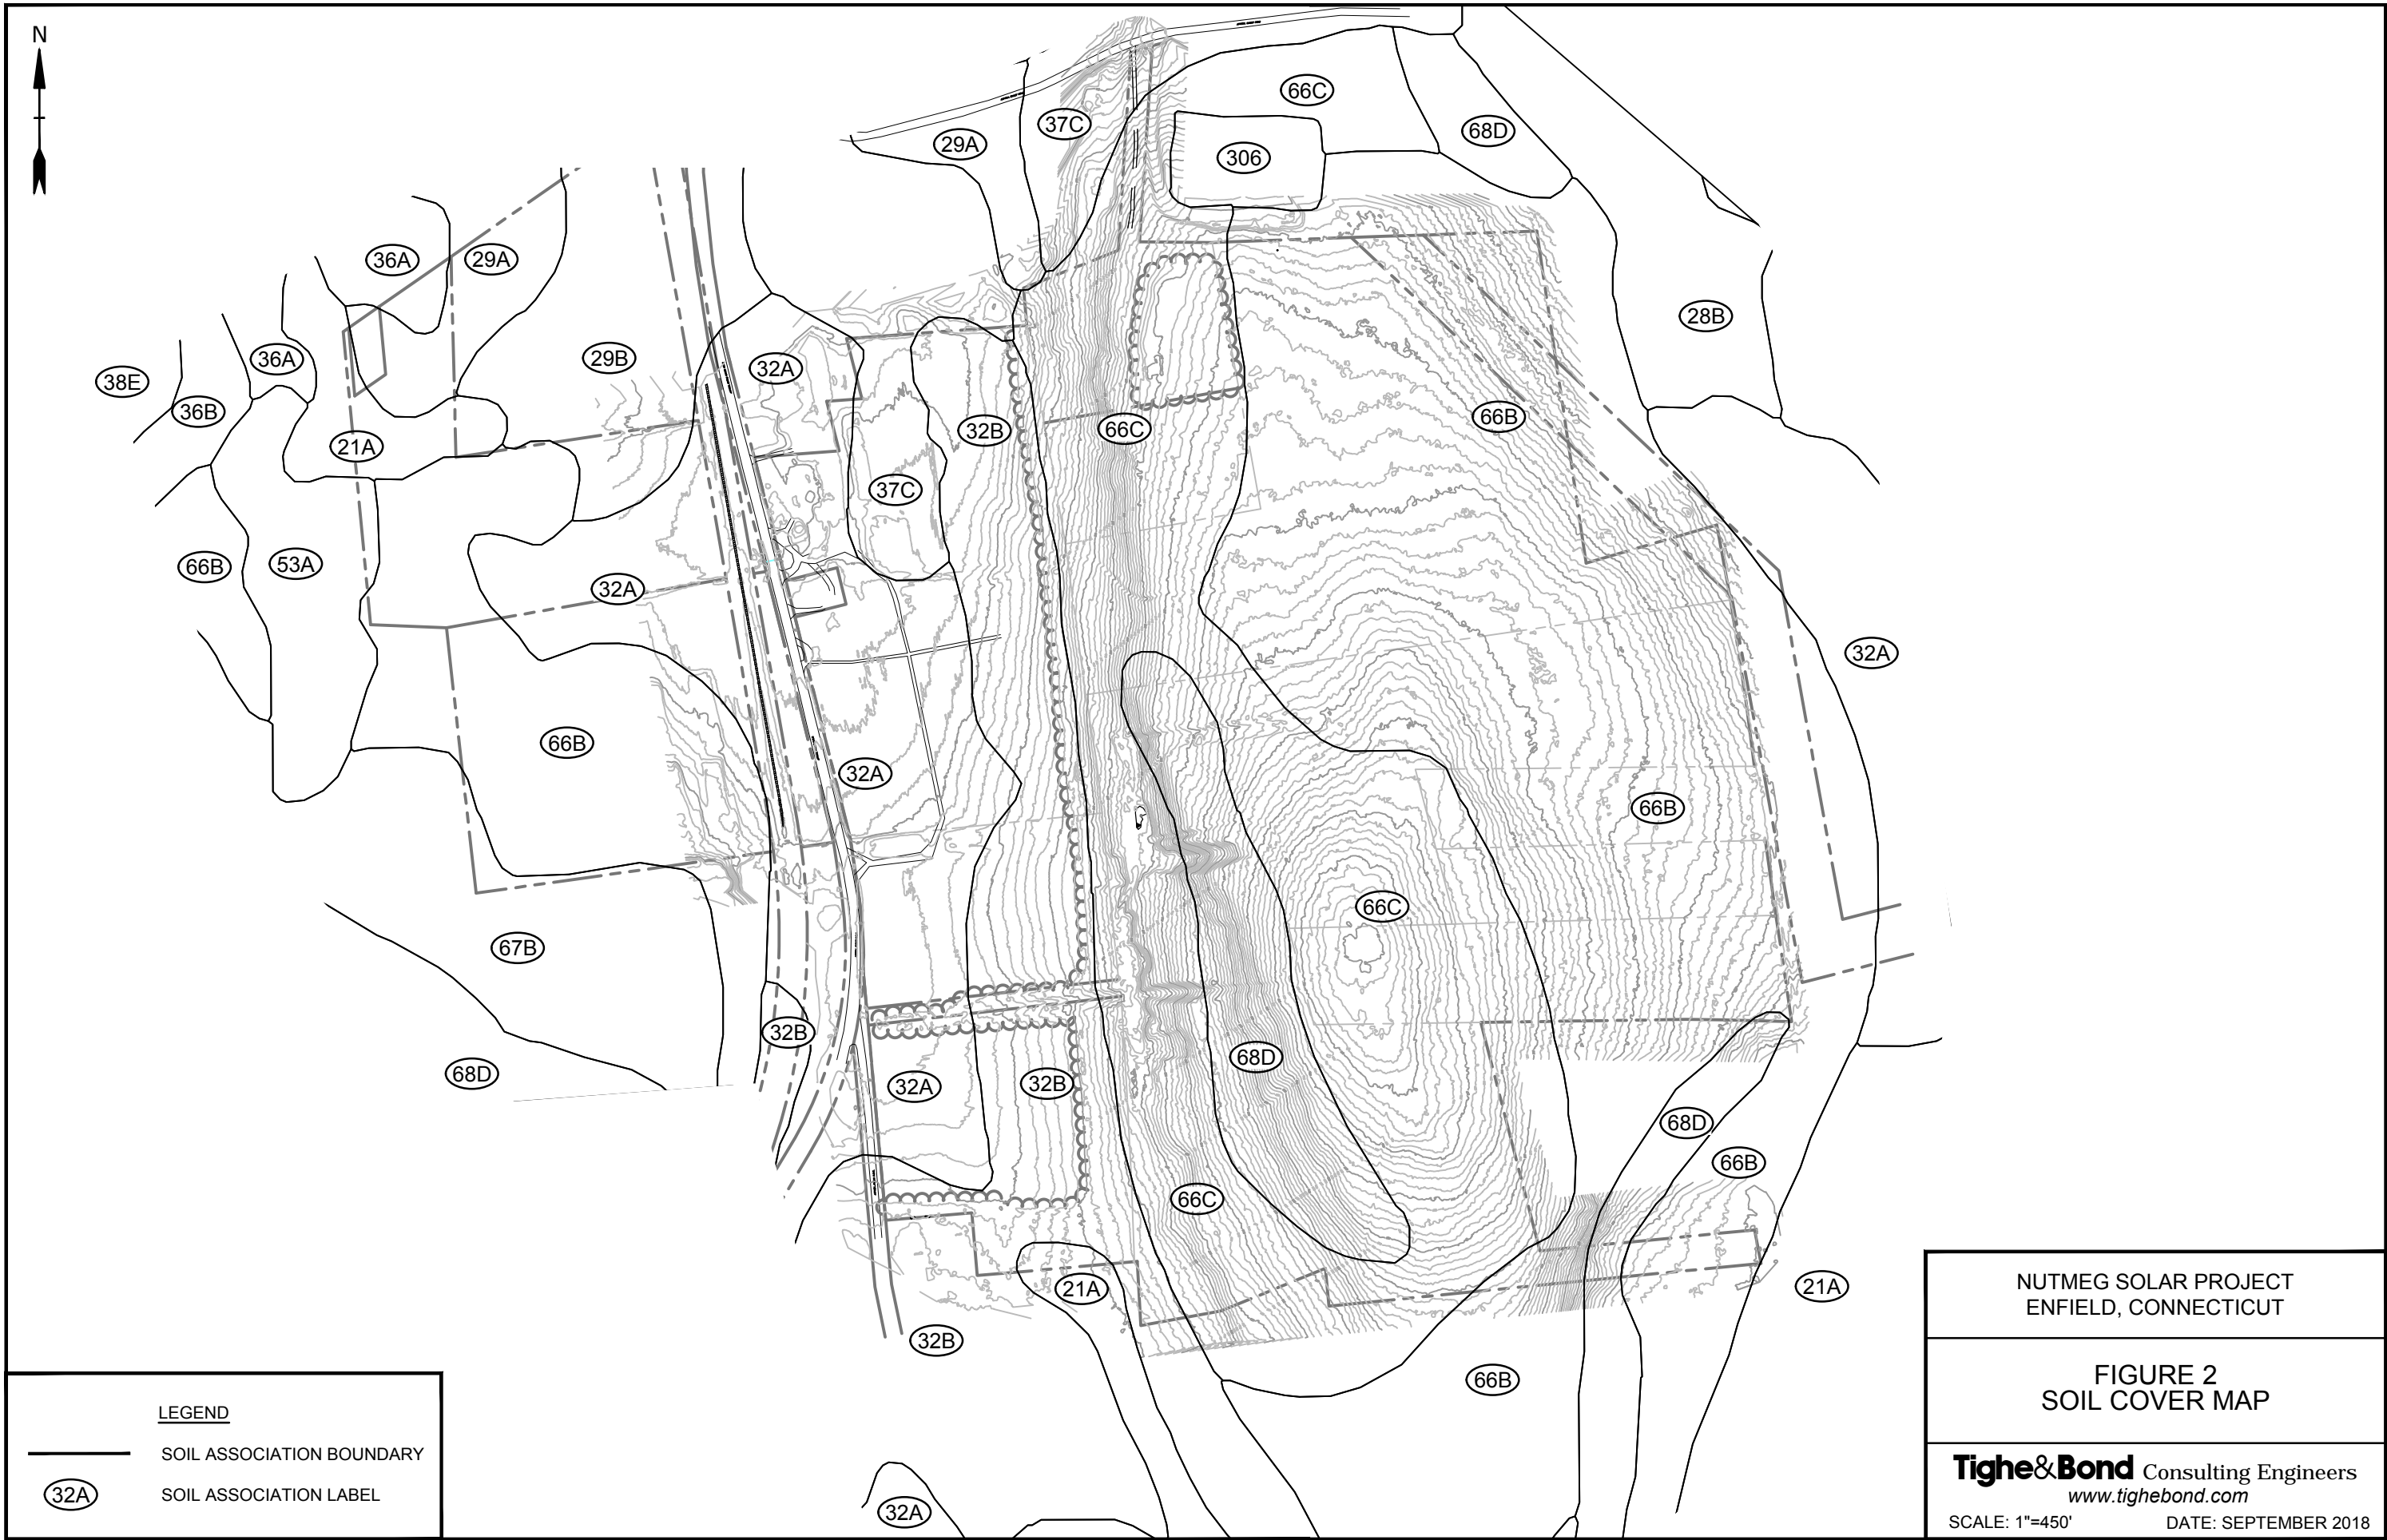 N
66C
37C
68D
29A
306
36A
29A
28B
29B
36A
32A
38E
36B
66B
32B
66C
21A
37C
66B
53A
32A
32A
66B
32A
66B
66C
67B
32B
68D
68D
32A
32B
68D
66B
66C
21A
21A
32B
66B
32A
LEGEND
SOIL ASSOCIATION BOUNDARY
32A SOIL ASSOCIATION LABEL
NUTMEG SOLAR PROJECT
ENFIELD, CONNECTICUT
FIGURE 2
SOIL COVER MAP
Tighe&Bond Consulting Engineers
www.tighebond.com
SCALE: 1"=450' DATE: SEPTEMBER 2018